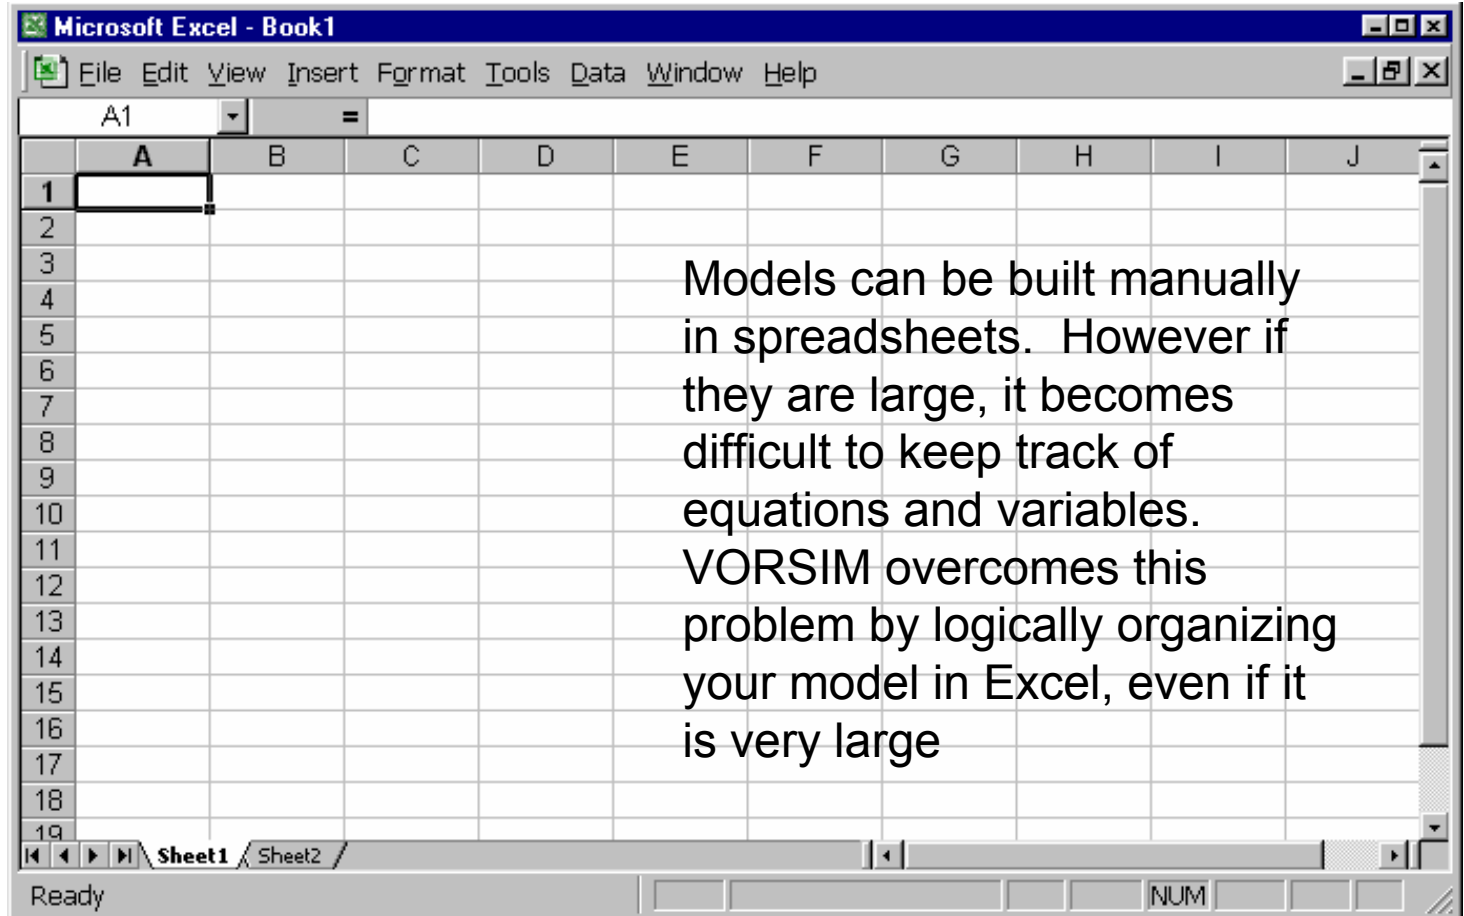 Microsoft Excel - Book1
File Edit View Insert Format Tools Data Window Help
A1 =
A B C D E F G H I J
1
2
3
4
5
6
7
8
9
10
11
12
13
14
15
16
17
18
19
Models can be built manually
in spreadsheets. However if
they are large, it becomes
difficult to keep track of
equations and variables.
VORSIM overcomes this
problem by logically organizing
your model in Excel, even if it
is very large
Sheet1 Sheet2
Ready NUM